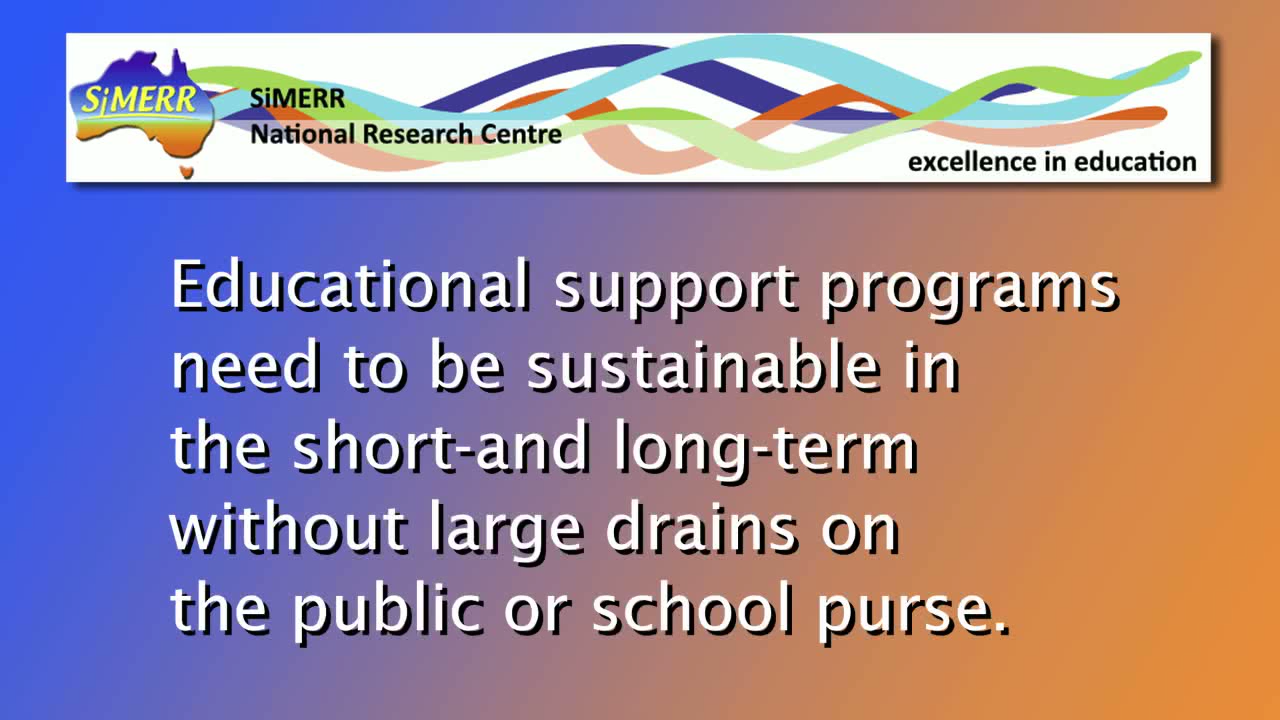 SiMERR
SiMERR
National Research Centre
excellence in education
Educational support programs
need to be sustainable in
the short-and long-term
without large drains on
the public or school purse.